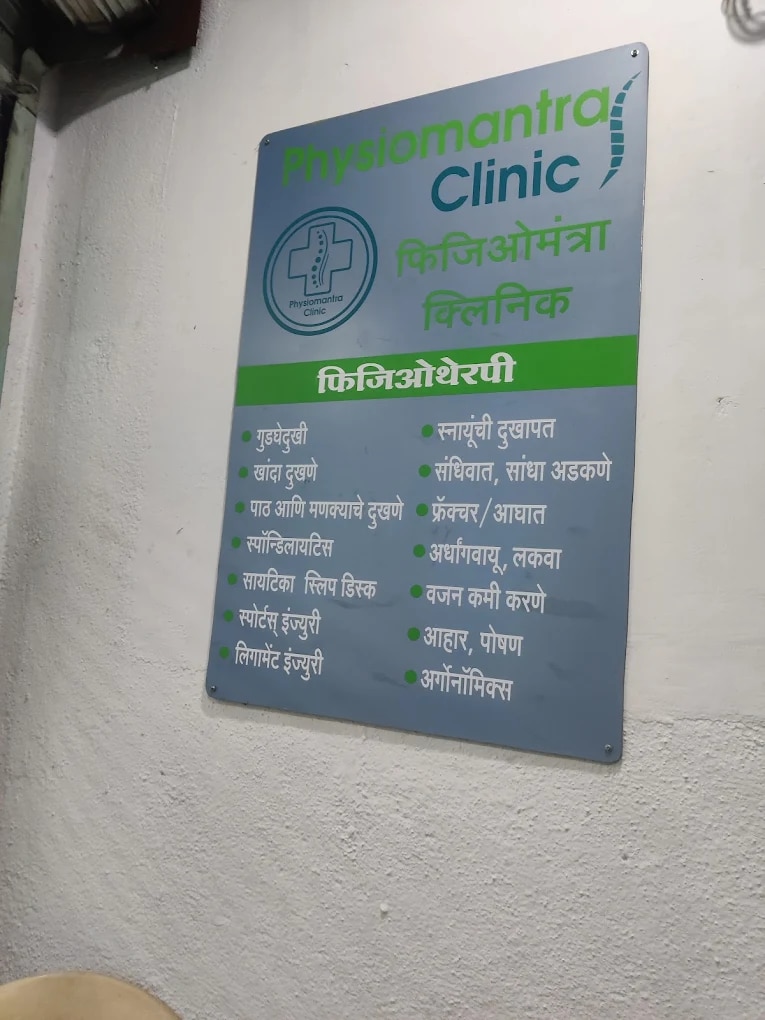 Physiomantra
Clinic
Physiomantra
Clinic
फिजिओमंत्रा
क्लिनिक
फिजिओथेरपी
गुडघेदुखी
खांदा दुखणे
पाठ आणि मणक्याचे दुखणे
स्पॉन्डिलायटिस
सायटिका स्लिप डिस्क
स्पोर्टस् इंज्युरी
लिगामेंट इंज्युरी
स्नायूंची दुखापत
संधिवात, सांधा अडकणे
फ्रॅक्चर/आघात
अर्धांगवायू, लकवा
वजन कमी करणे
आहार, पोषण
अर्गोनॉमिक्स